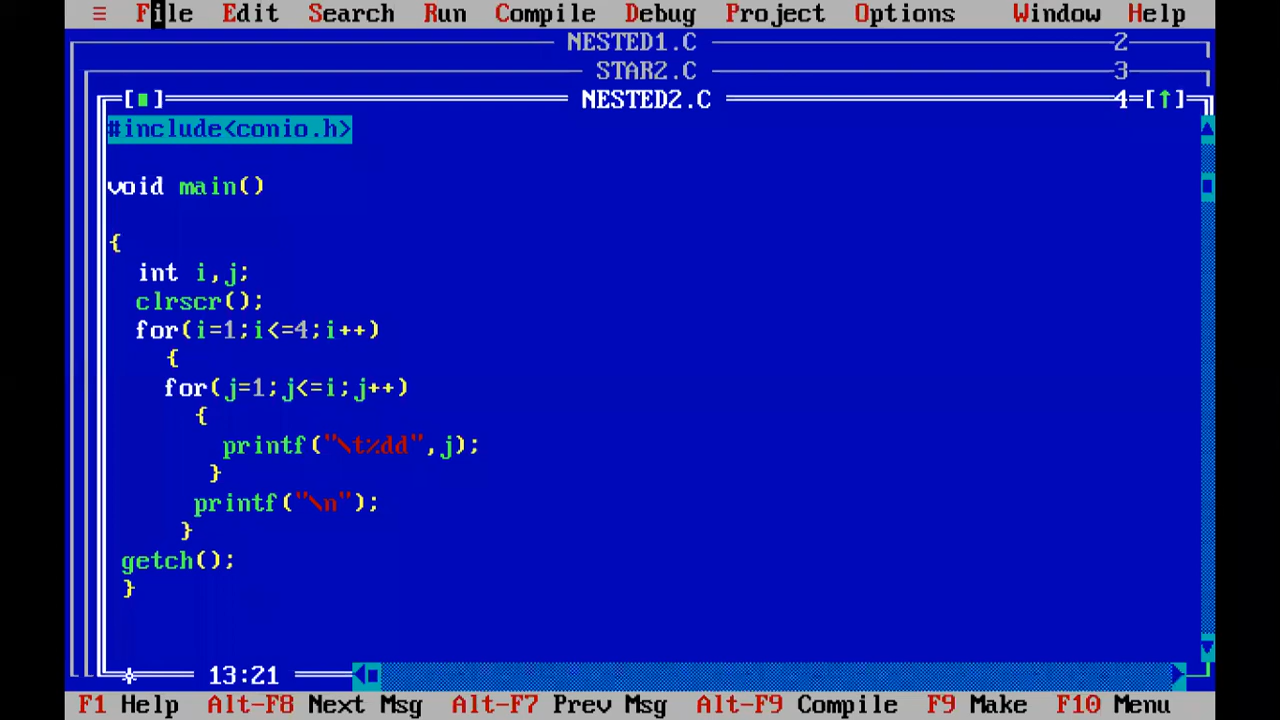 ≡ File Edit Search Run Compile Debug Project Options Window Help
NESTED1.C 2
STAR2.C 3
[■] NESTED2.C 4=[↑]
#include<conio.h>
void main()
{
int i,j;
clrscr();
for(i=1;i<=4;i++)
{
for(j=1;j<=i;j++)
{
printf("\t%dd",j);
}
printf("\n");
}
getch();
}
13:21
F1 Help Alt-F8 Next Msg Alt-F7 Prev Msg Alt-F9 Compile F9 Make F10 Menu